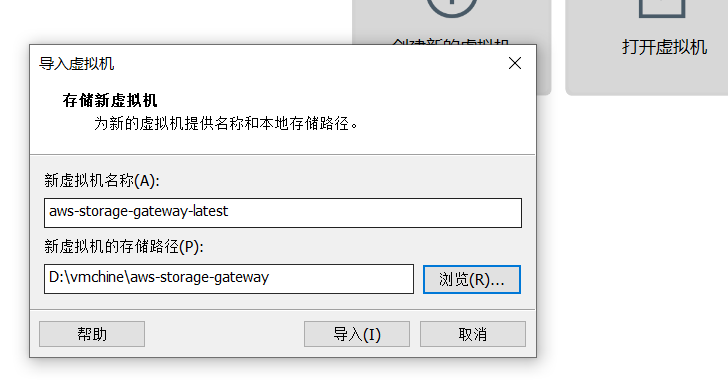 创建新的虚拟机
打开虚拟机
导入虚拟机
存储新虚拟机
为新的虚拟机提供名称和本地存储路径。
新虚拟机名称(A):
aws-storage-gateway-latest
新虚拟机的存储路径(P):
D:\vmchine\aws-storage-gateway
浏览(R)...
帮助
导入(I)
取消